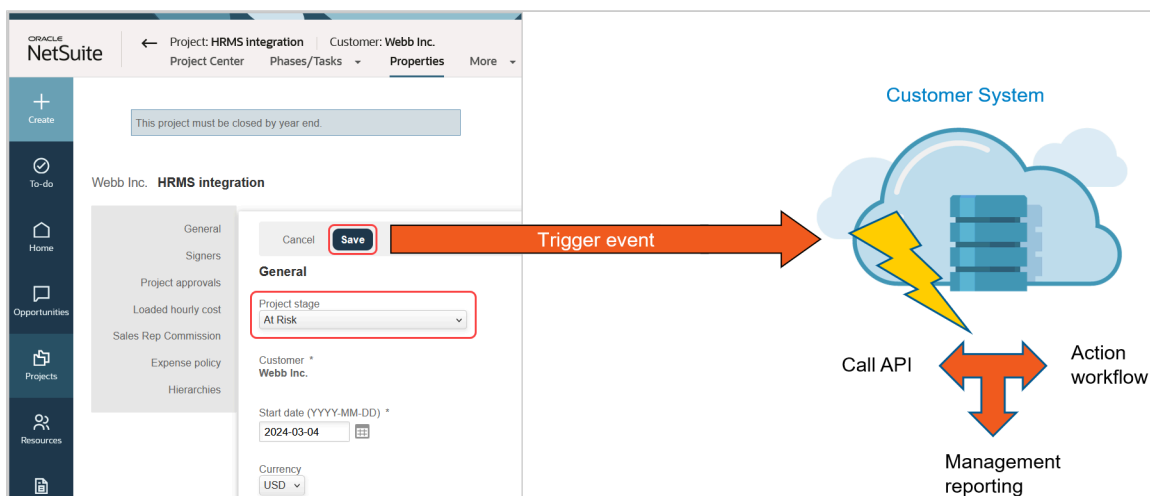 ORACLE
NetSuite
← Project: HRMS integration Customer: Webb Inc.
Project Center Phases/Tasks Properties More
Create
To-do
Home
Opportunities
Projects
Resources
This project must be closed by year end.
Webb Inc. HRMS integration
General
Signers
Project approvals
Loaded hourly cost
Sales Rep Commission
Expense policy
Hierarchies
Cancel Save
General
Project stage
At Risk
Customer *
Webb Inc.
Start date (YYYY-MM-DD) *
2024-03-04
Currency
USD
Trigger event
Customer System
Call API
Action
workflow
Management
reporting